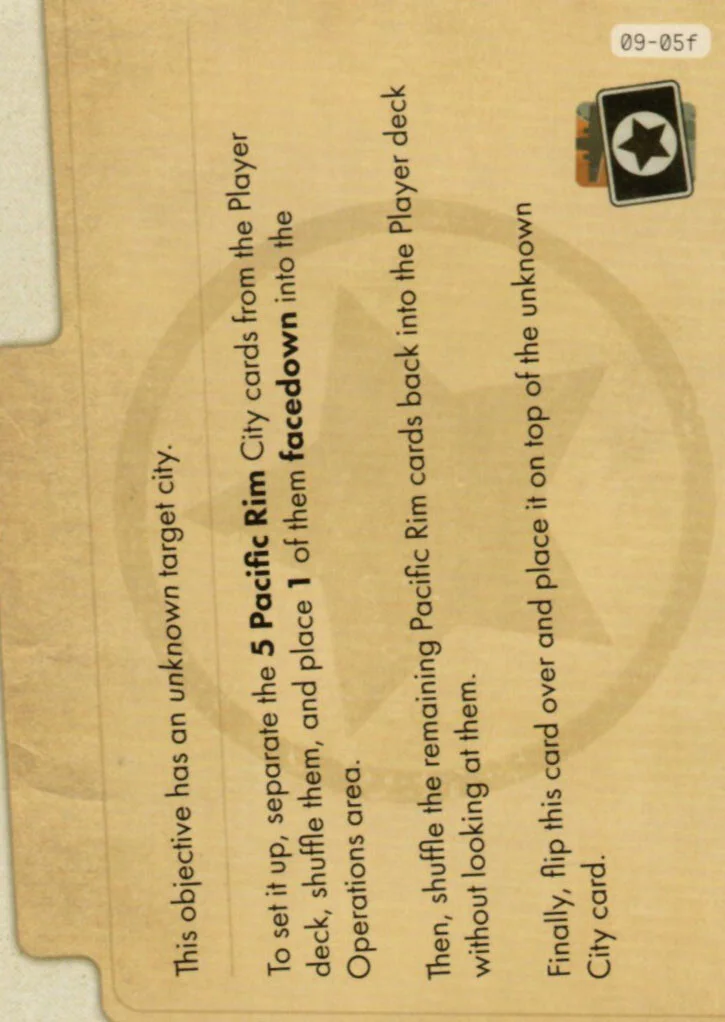 This objective has an unknown target city.
To set it up, separate the 5 Pacific Rim City cards from the Player
deck, shuffle them, and place 1 of them facedown into the
Operations area.
Then, shuffle the remaining Pacific Rim cards back into the Player deck
without looking at them.
Finally, flip this card over and place it on top of the unknown
City card.
09-05f